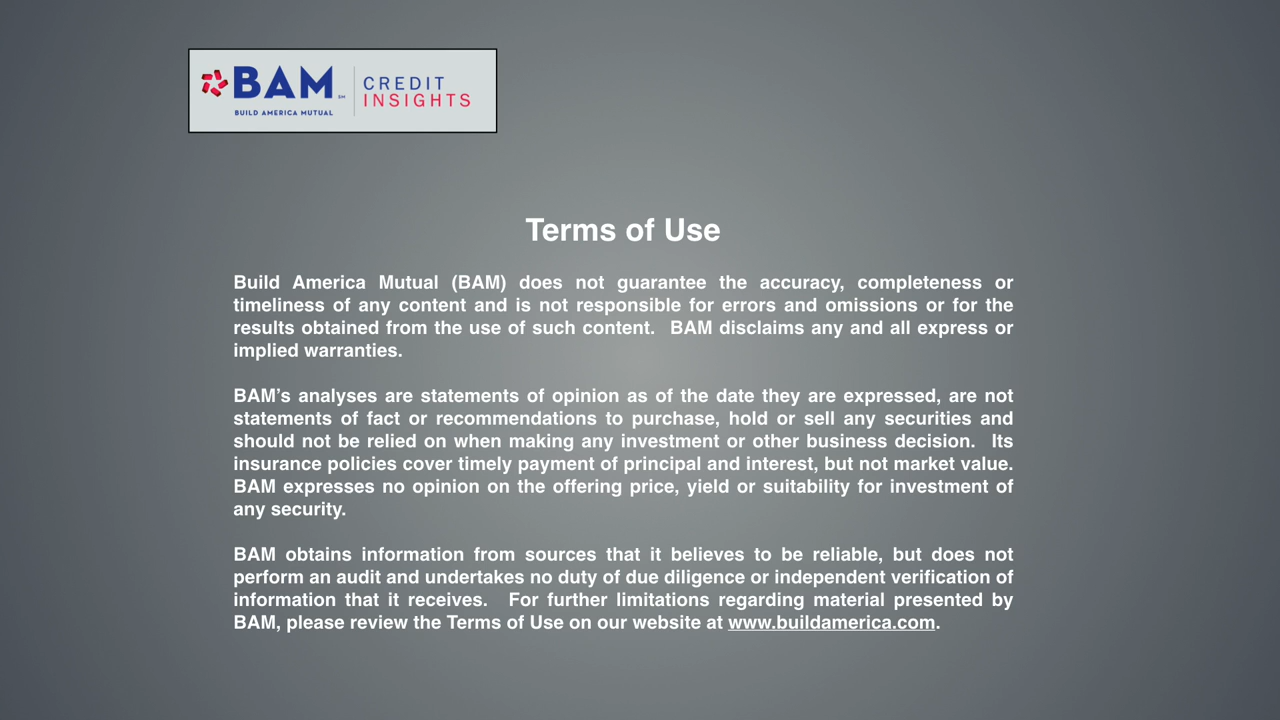 BAM SM
BUILD AMERICA MUTUAL
CREDIT
INSIGHTS
Terms of Use
Build America Mutual (BAM) does not guarantee the accuracy, completeness or
timeliness of any content and is not responsible for errors and omissions or for the
results obtained from the use of such content. BAM disclaims any and all express or
implied warranties.
BAM’s analyses are statements of opinion as of the date they are expressed, are not
statements of fact or recommendations to purchase, hold or sell any securities and
should not be relied on when making any investment or other business decision. Its
insurance policies cover timely payment of principal and interest, but not market value.
BAM expresses no opinion on the offering price, yield or suitability for investment of
any security.
BAM obtains information from sources that it believes to be reliable, but does not
perform an audit and undertakes no duty of due diligence or independent verification of
information that it receives. For further limitations regarding material presented by
BAM, please review the Terms of Use on our website at www.buildamerica.com.